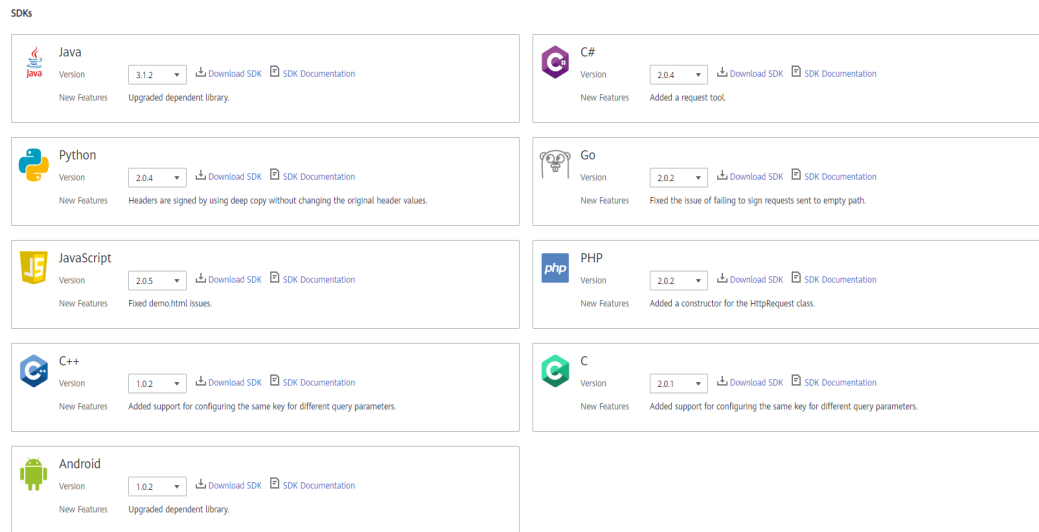 SDKs
Java
Java
Version 3.1.2 Download SDK SDK Documentation
New Features Upgraded dependent library.
C#
Version 2.0.4 Download SDK SDK Documentation
New Features Added a request tool.
Python
Version 2.0.4 Download SDK SDK Documentation
New Features Headers are signed by using deep copy without changing the original header values.
Go
Version 2.0.2 Download SDK SDK Documentation
New Features Fixed the issue of failing to sign requests sent to empty path.
JS
JavaScript
Version 2.0.5 Download SDK SDK Documentation
New Features Fixed demo.html issues.
php
PHP
Version 2.0.2 Download SDK SDK Documentation
New Features Added a constructor for the HttpRequest class.
C++
Version 1.0.2 Download SDK SDK Documentation
New Features Added support for configuring the same key for different query parameters.
C
C
Version 2.0.1 Download SDK SDK Documentation
New Features Added support for configuring the same key for different query parameters.
Android
Version 1.0.2 Download SDK SDK Documentation
New Features Upgraded dependent library.